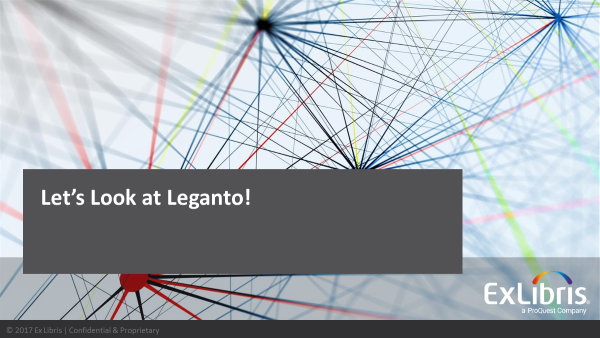 Let's Look at Leganto!
ExLibris
a ProQuest Company
© 2017 Ex Libris | Confidential & Proprietary